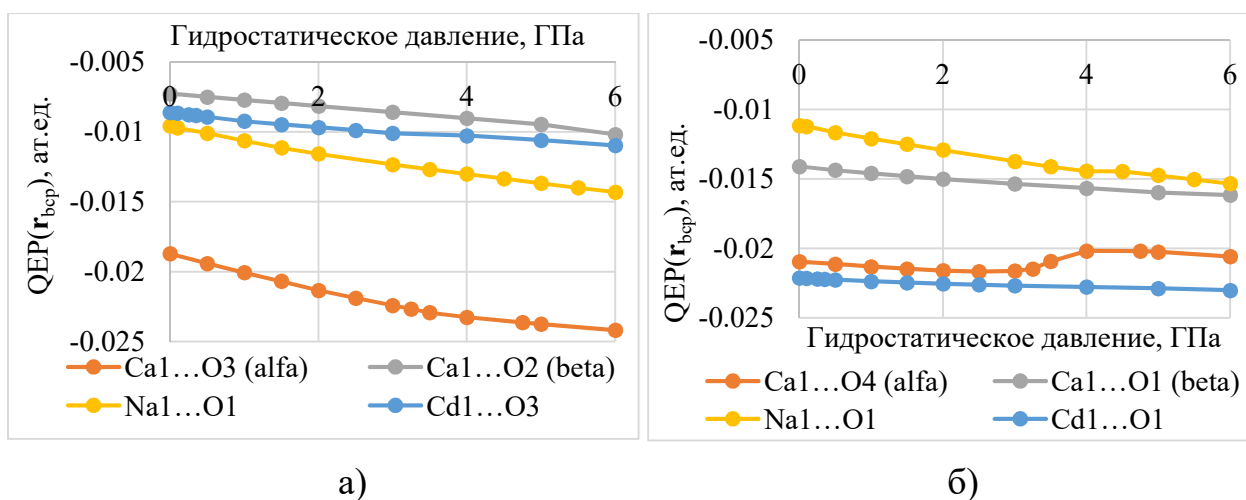 Гидростатическое давление, ГПа
-0.005
0 2 4 6
-0.01
-0.015
-0.02
-0.025
QEP(rbcp), ат.ед.
Ca1…O3 (alfa) Ca1…O2 (beta)
Na1…O1 Cd1…O3
а)
-0.005
0 2 4 6
-0.01
-0.015
-0.02
-0.025
QEP(rbcp), ат.ед.
Гидростатическое давление, ГПа
Ca1…O4 (alfa) Ca1…O1 (beta)
Na1…O1 Cd1…O1
б)